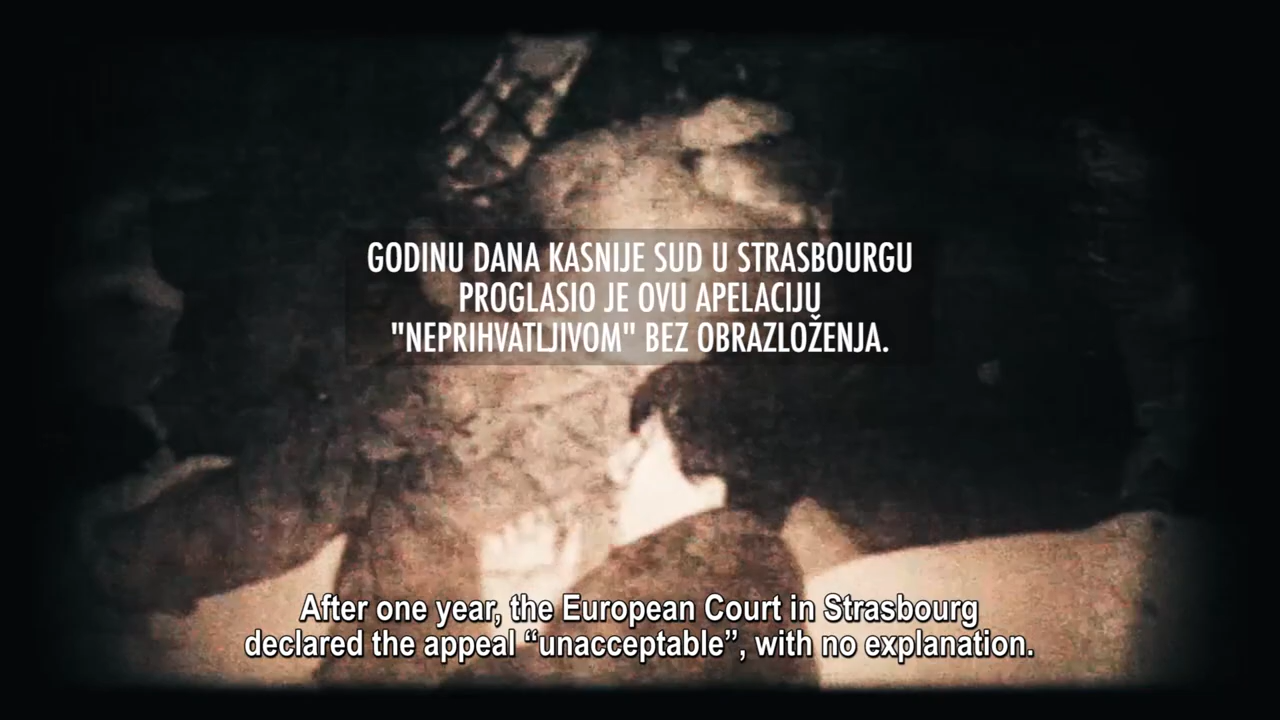 GODINU DANA KASNIJE SUD U STRASBOURGU
PROGLASIO JE OVU APELACIJU
"NEPRIHVATLJIVOM" BEZ OBRAZLOŽENJA.
After one year, the European Court in Strasbourg
declared the appeal “unacceptable”, with no explanation.